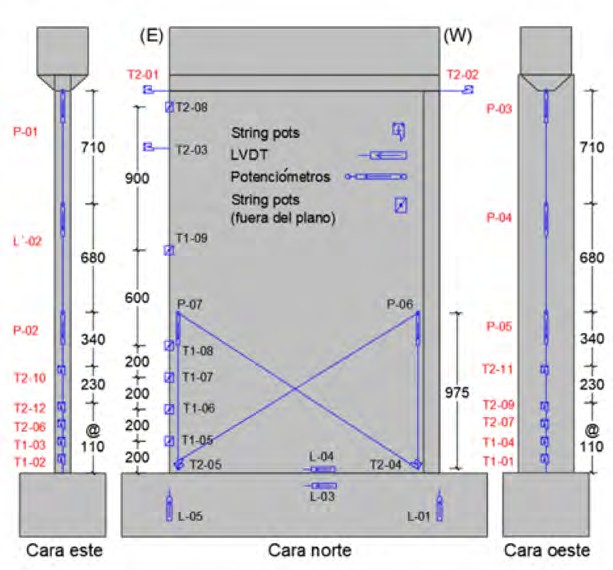 (E)
(W)
T2-01
T2-02
P-01
T2-08
P-03
String pots
710
T2-03
LVDT
710
900
Potenciómetros
String pots
(fuera del plano)
P-04
L´-02
T1-09
680
680
600
P-07
P-06
P-02
P-05
340
T1-08
340
200
T2-11
T2-10
230
T1-07
975
230
200
T2-12
T2-09
@
T1-06
@
T2-06
200
T2-07
T1-03
110
T1-05
T1-04
110
T1-02
200
T2-05
L-04
T2-04
T1-01
L-03
L-05
L-01
Cara este
Cara norte
Cara oeste